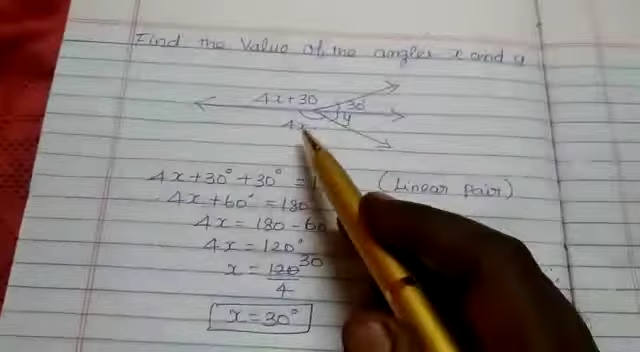 Find the Value of the angles x and y
4x+30 30
y
4x
4x+30°+30° = (Linear pair)
4x+60° =180
4x = 180-60
4x = 120°
x = 120 30
4
x = 30°